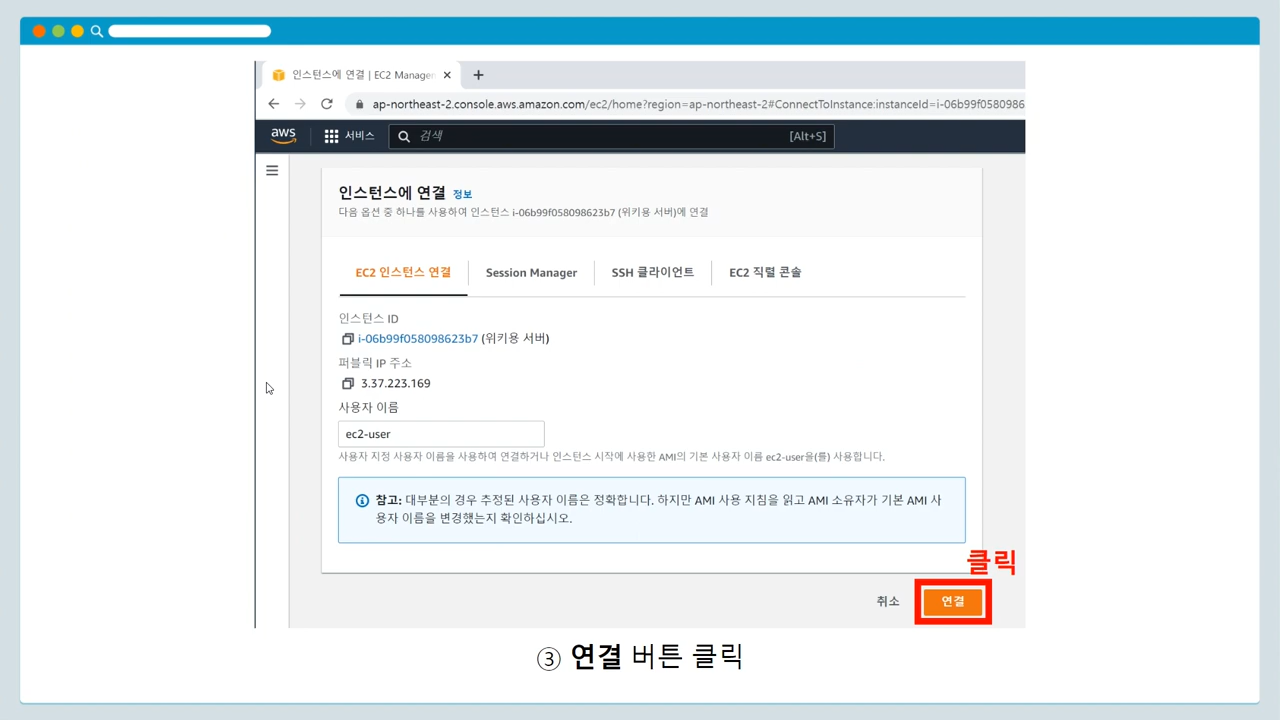 인스턴스에 연결 | EC2 Manager
ap-northeast-2.console.aws.amazon.com/ec2/home?region=ap-northeast-2#ConnectToInstance:instanceId=i-06b99f0580986
aws
서비스
검색
[Alt+S]
인스턴스에 연결 정보
다음 옵션 중 하나를 사용하여 인스턴스 i-06b99f058098623b7 (위키용 서버)에 연결
EC2 인스턴스 연결
Session Manager
SSH 클라이언트
EC2 직렬 콘솔
인스턴스 ID
i-06b99f058098623b7 (위키용 서버)
퍼블릭 IP 주소
3.37.223.169
사용자 이름
ec2-user
사용자 지정 사용자 이름을 사용하여 연결하거나 인스턴스 시작에 사용한 AMI의 기본 사용자 이름 ec2-user을(를) 사용합니다.
참고: 대부분의 경우 추정된 사용자 이름은 정확합니다. 하지만 AMI 사용 지침을 읽고 AMI 소유자가 기본 AMI 사
용자 이름을 변경했는지 확인하십시오.
클릭
취소
연결
③ 연결 버튼 클릭